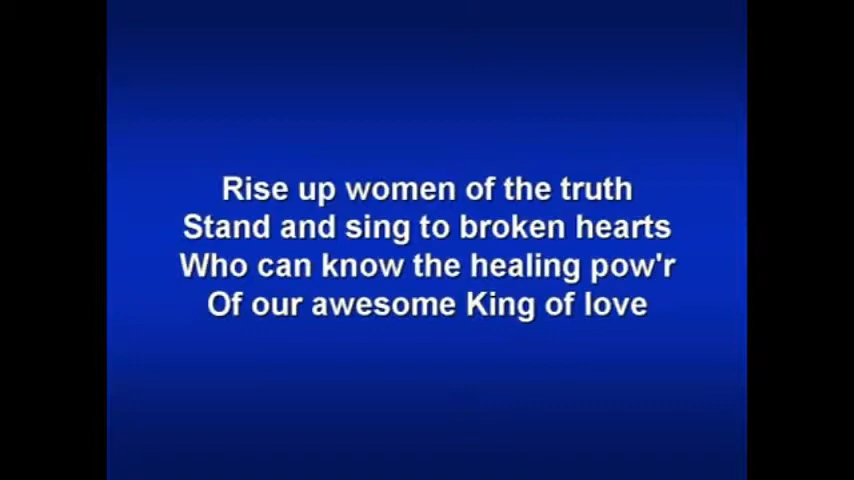 Rise up women of the truth
Stand and sing to broken hearts
Who can know the healing pow'r
Of our awesome King of love